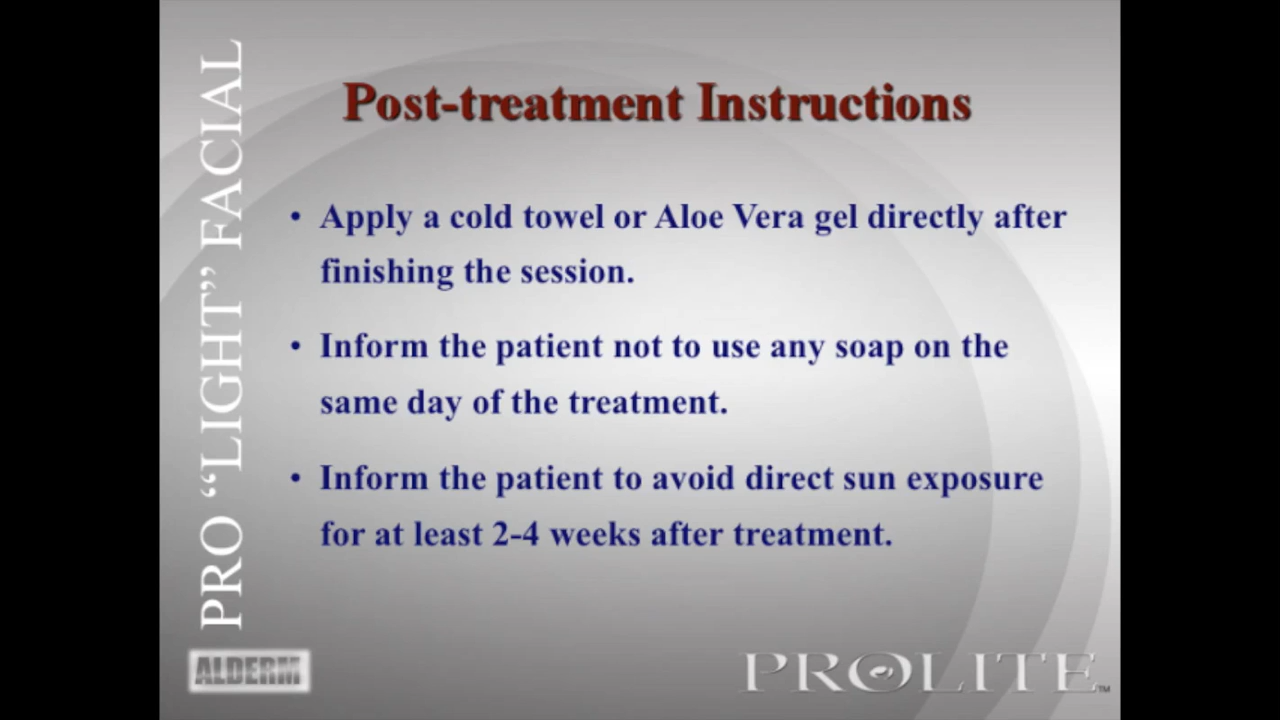 PRO “LIGHT” FACIAL
Post-treatment Instructions
• Apply a cold towel or Aloe Vera gel directly after
finishing the session.
• Inform the patient not to use any soap on the
same day of the treatment.
• Inform the patient to avoid direct sun exposure
for at least 2-4 weeks after treatment.
ALDERM
PROLITE™